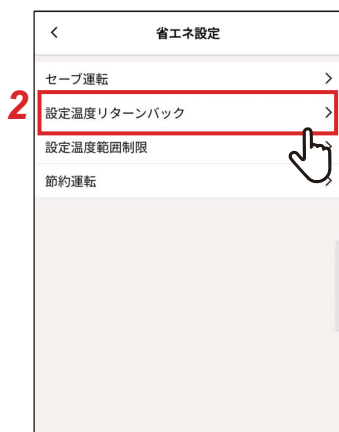 省エネ設定
セーブ運転
2
設定温度リターンバック
設定温度範囲制限
節約運転